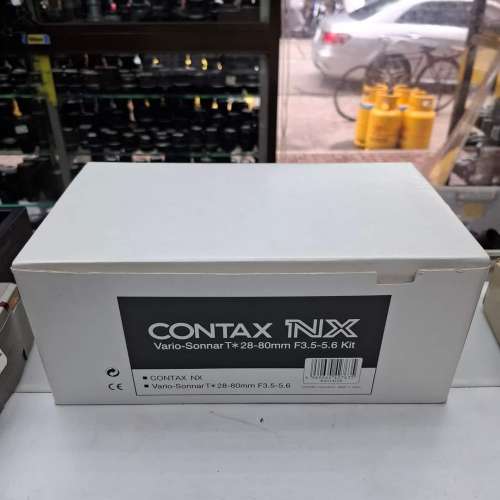 CONTAX NX
Vario-Sonnar T* 28-80mm F3.5-5.6 Kit
■ CONTAX NX
■ Vario-Sonnar T* 28-80mm F3.5-5.6
CE